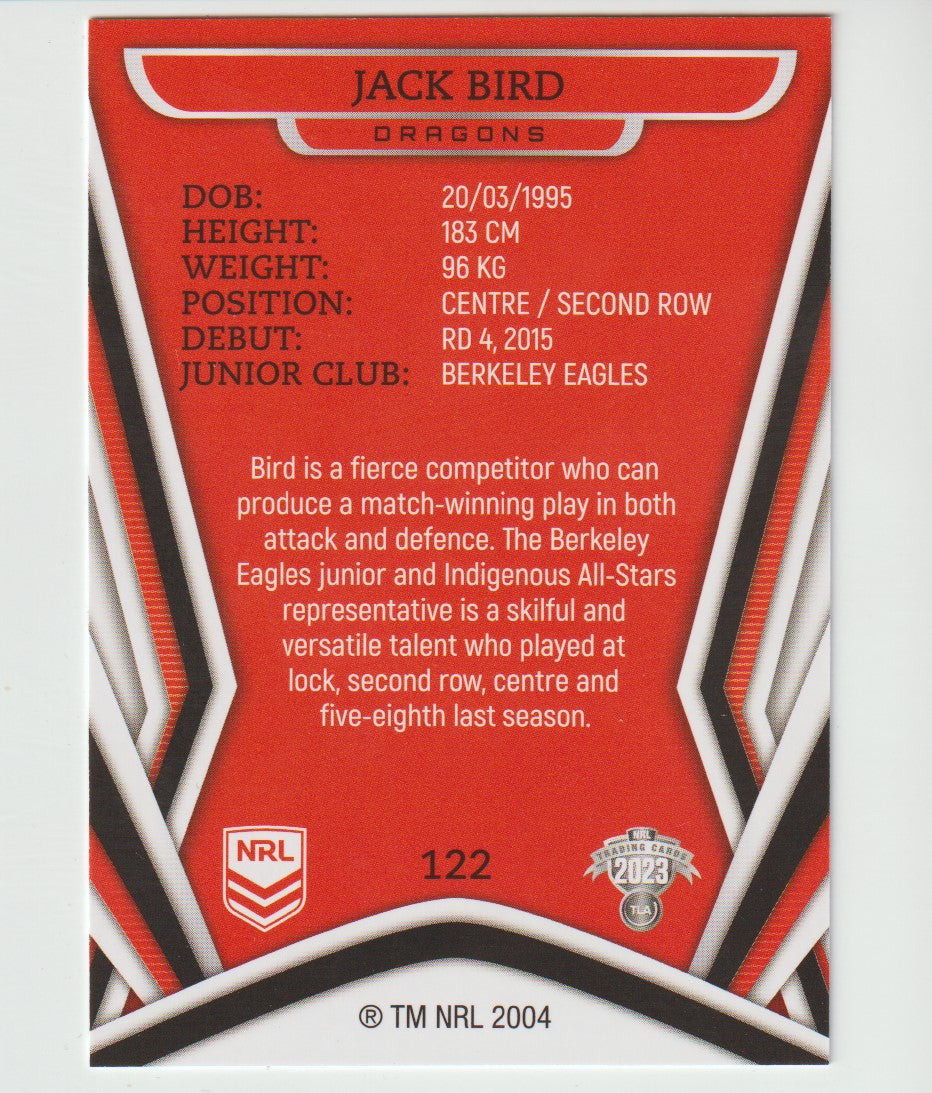 JACK BIRD
DRAGONS
DOB: 20/03/1995
HEIGHT: 183 CM
WEIGHT: 96 KG
POSITION: CENTRE / SECOND ROW
DEBUT: RD 4, 2015
JUNIOR CLUB: BERKELEY EAGLES
Bird is a fierce competitor who can
produce a match-winning play in both
attack and defence. The Berkeley
Eagles junior and Indigenous All-Stars
representative is a skilful and
versatile talent who played at
lock, second row, centre and
five-eighth last season.
NRL
122
NRL
TRADING CARDS
2023
TLA
® TM NRL 2004